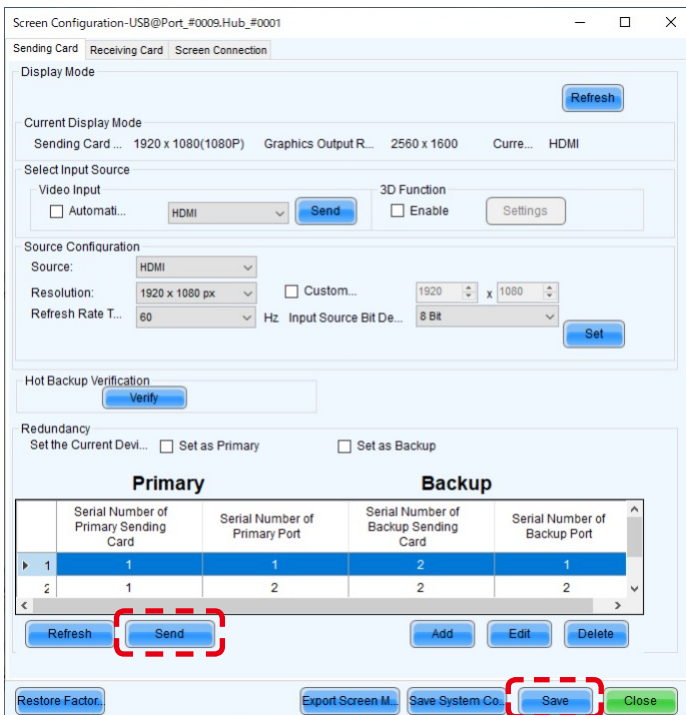 Screen Configuration-USB@Port_#0009.Hub_#0001
Sending Card Receiving Card Screen Connection
Display Mode
Refresh
Current Display Mode
Sending Card ... 1920 x 1080(1080P) Graphics Output R... 2560 x 1600 Curre... HDMI
Select Input Source
Video Input 3D Function
Automati... HDMI Send Enable Settings
Source Configuration
Source: HDMI
Resolution: 1920 x 1080 px Custom... 1920 x 1080
Refresh Rate T... 60 Hz Input Source Bit De... 8 Bit
Set
Hot Backup Verification
Verify
Redundancy
Set the Current Devi... Set as Primary Set as Backup
Primary Backup
Serial Number of Primary Sending Card Serial Number of Primary Port Serial Number of Backup Sending Card Serial Number of Backup Port
1 1 1 2 1
2 1 2 2 2
Refresh Send Add Edit Delete
Restore Factor... Export Screen M... Save System Co... Save Close